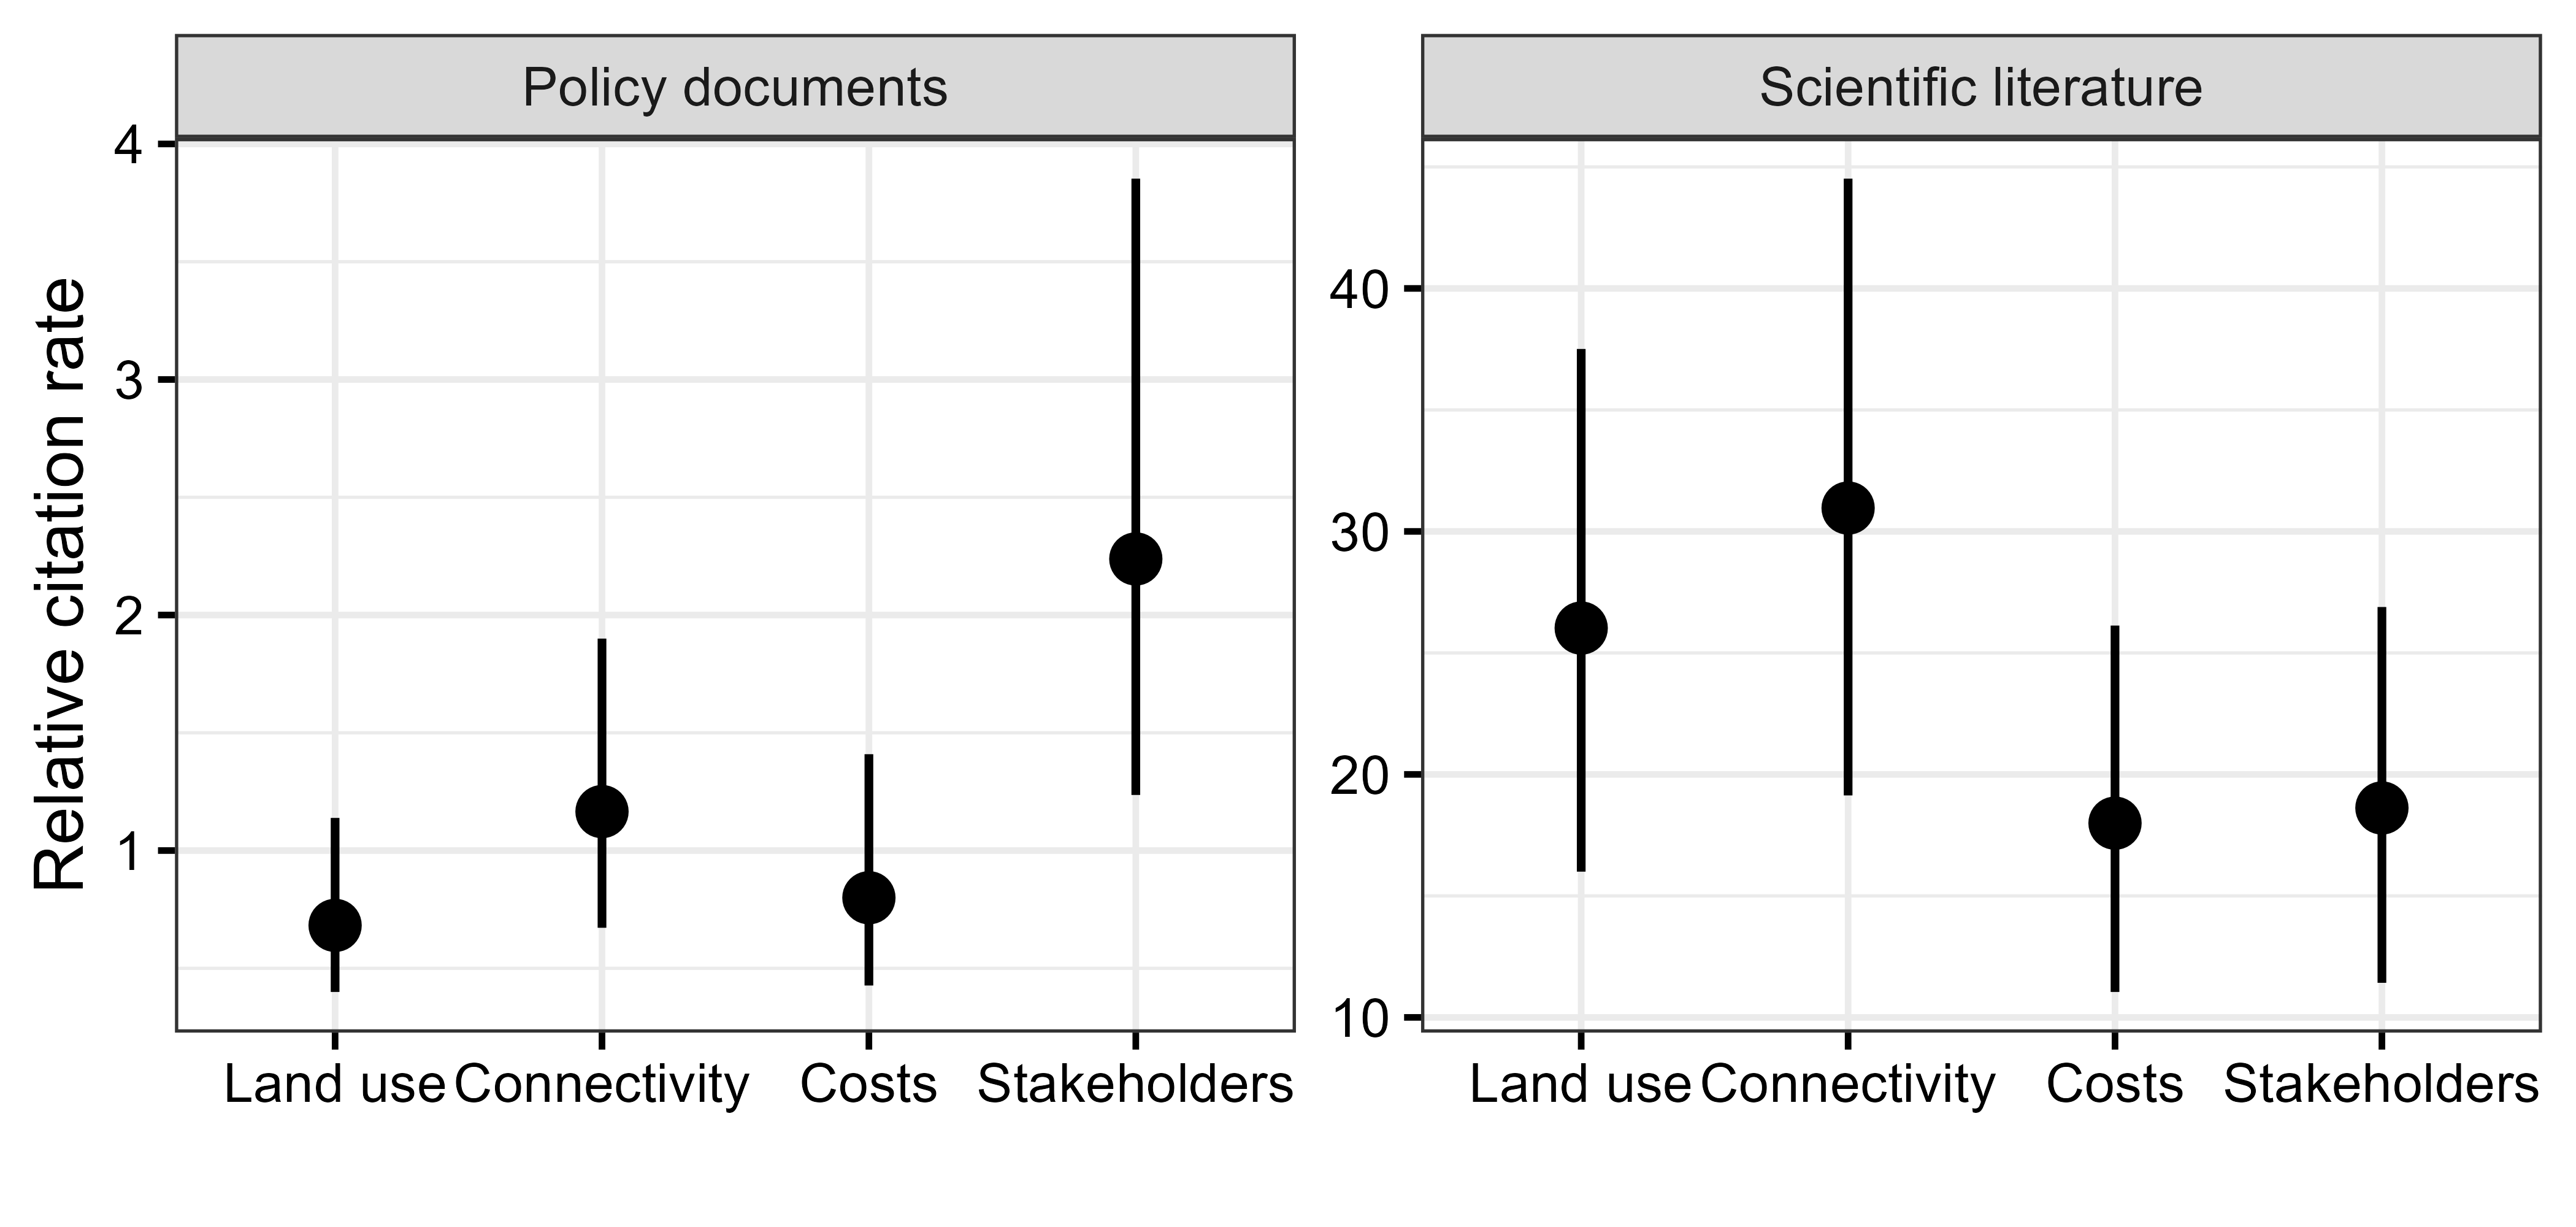 Policy documents
Scientific literature
Relative citation rate
4
3
2
1
40
30
20
10
Land use Connectivity Costs Stakeholders
Land use Connectivity Costs Stakeholders